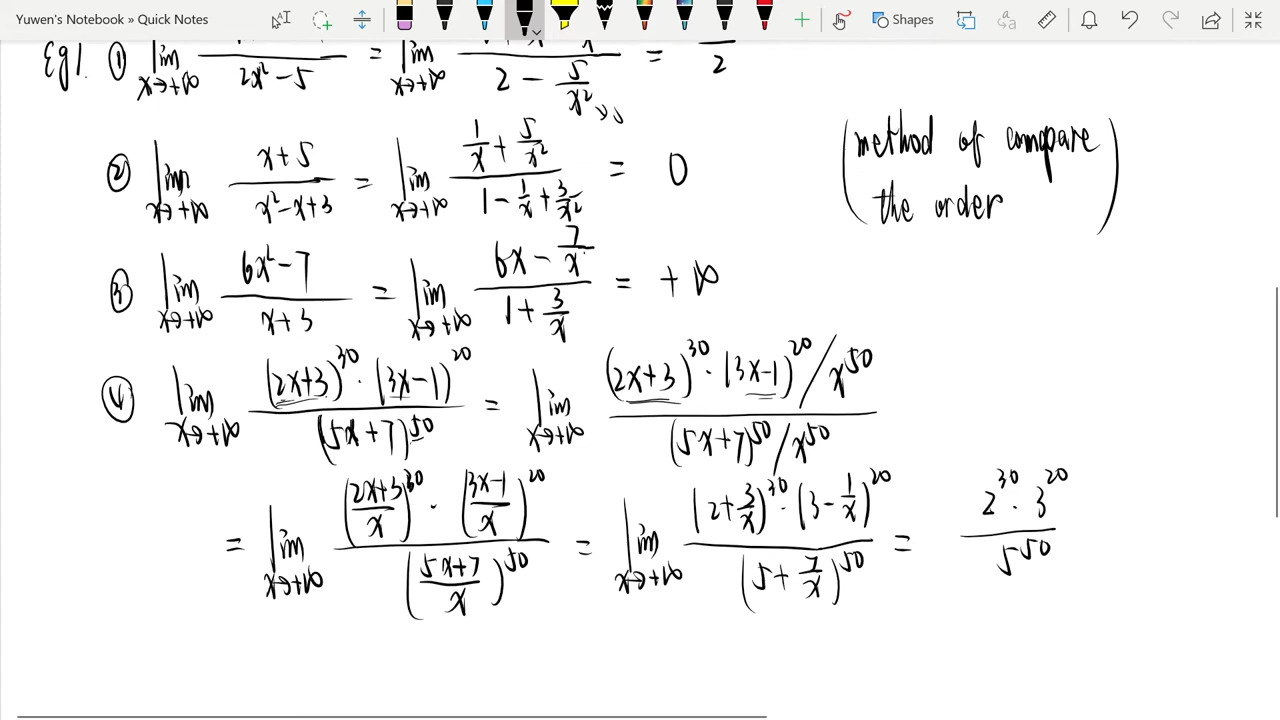 Yuwen's Notebook » Quick Notes
Shapes
Eg1. ① lim x→+∞ 2x²-5 = lim x→+∞ 2 - 5/x² = 2
② lim x→+∞ (x+5)/(x²-x+3) = lim x→+∞ (1/x + 5/x²)/(1 - 1/x + 3/x²) = 0
(method of compare
the order)
③ lim x→+∞ (6x²-7)/(x+3) = lim x→+∞ (6x - 7/x)/(1 + 3/x) = +∞
④ lim x→+∞ ((2x+3)³⁰ · (3x-1)²⁰)/(5x+7)⁵⁰ = lim x→+∞ ((2x+3)³⁰ · (3x-1)²⁰ / x⁵⁰)/((5x+7)⁵⁰ / x⁵⁰)
= lim x→+∞ (((2x+3)/x)³⁰ · ((3x-1)/x)²⁰)/((5x+7)/x)⁵⁰ = lim x→+∞ ((2+3/x)³⁰ · (3-1/x)²⁰)/(5+7/x)⁵⁰ = (2³⁰ · 3²⁰)/5⁵⁰